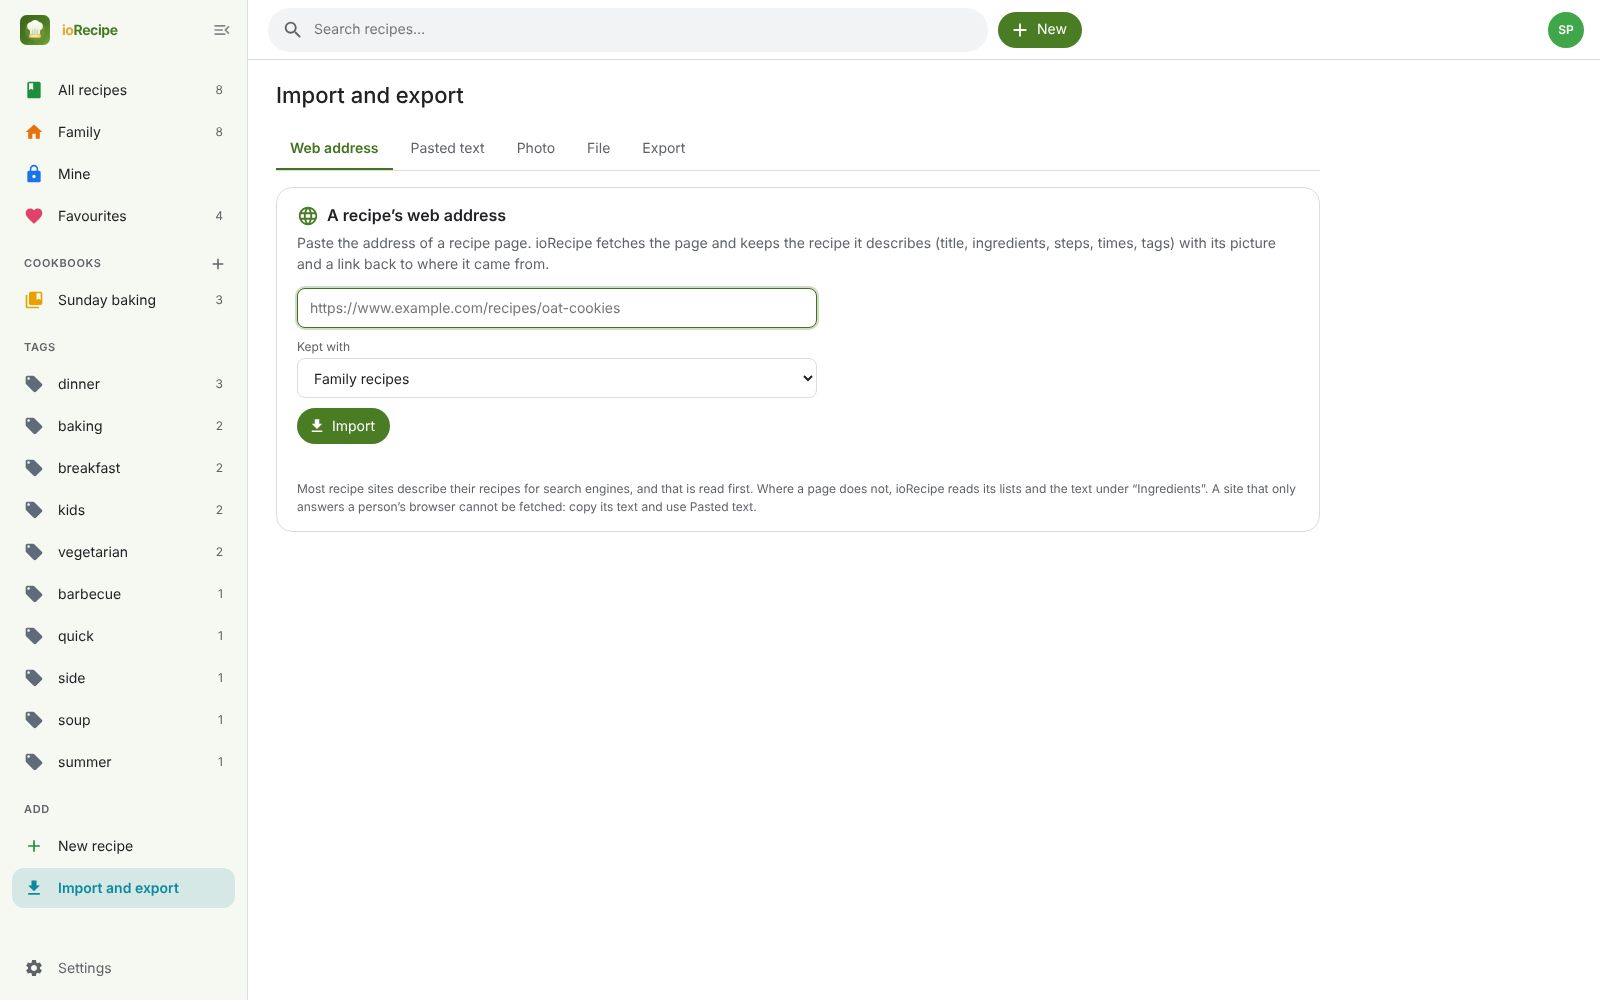 ioRecipe
Search recipes...
New
SP
All recipes 8
Family 8
Mine
Favourites 4
COOKBOOKS
Sunday baking 3
TAGS
dinner 3
baking 2
breakfast 2
kids 2
vegetarian 2
barbecue 1
quick 1
side 1
soup 1
summer 1
ADD
New recipe
Import and export
Settings
Import and export
Web address Pasted text Photo File Export
A recipe’s web address
Paste the address of a recipe page. ioRecipe fetches the page and keeps the recipe it describes (title, ingredients, steps, times, tags) with its picture
and a link back to where it came from.
https://www.example.com/recipes/oat-cookies
Kept with
Family recipes
Import
Most recipe sites describe their recipes for search engines, and that is read first. Where a page does not, ioRecipe reads its lists and the text under “Ingredients”. A site that only
answers a person’s browser cannot be fetched: copy its text and use Pasted text.